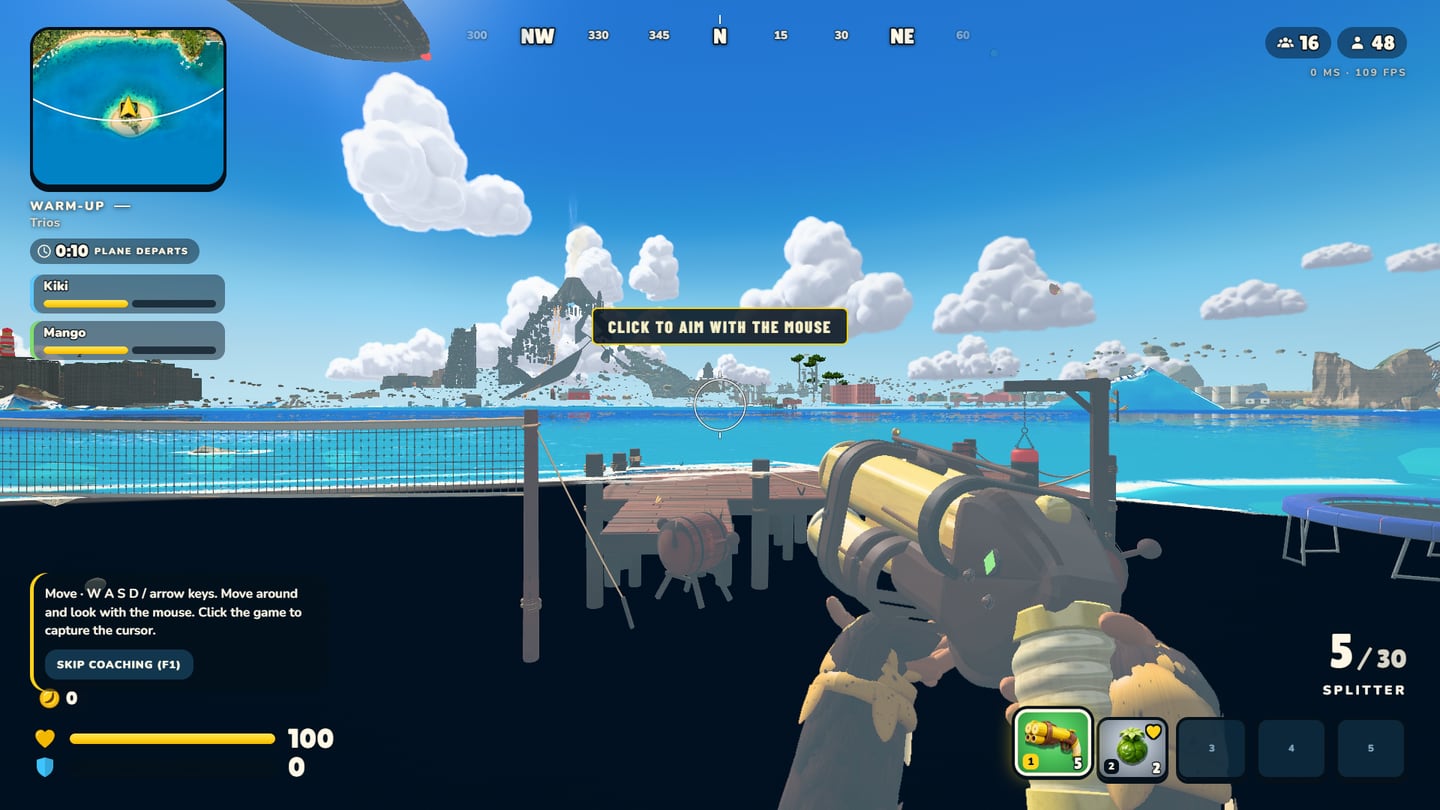 300 NW 330 345 N 15 30 NE 60
16 48
0 MS · 109 FPS
WARM-UP —
Trios
0:10 PLANE DEPARTS
Kiki
Mango
CLICK TO AIM WITH THE MOUSE
Move · W A S D / arrow keys. Move around
and look with the mouse. Click the game to
capture the cursor.
SKIP COACHING (F1)
0
100
0
5 / 30
SPLITTER
1 5 2 2 3 4 5